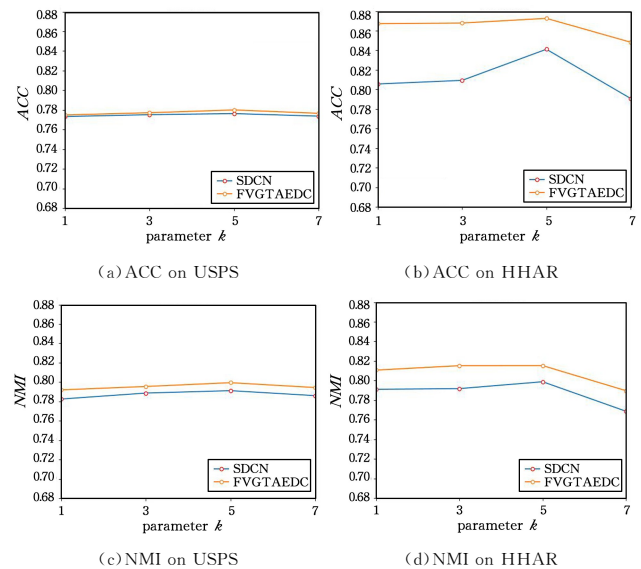 0.88
0.86
0.84
0.82
0.80
0.78
0.76
0.74
0.72
0.70
0.68
ACC
SDCN
FVGTAEDC
1 3 5 7
parameter k
(a)ACC on USPS
0.88
0.86
0.84
0.82
0.80
0.78
0.76
0.74
0.72
0.70
0.68
ACC
SDCN
FVGTAEDC
1 3 5 7
parameter k
(b)ACC on HHAR
0.88
0.86
0.84
0.82
0.80
0.78
0.76
0.74
0.72
0.70
0.68
NMI
SDCN
FVGTAEDC
1 3 5 7
parameter k
(c)NMI on USPS
0.88
0.86
0.84
0.82
0.80
0.78
0.76
0.74
0.72
0.70
0.68
NMI
SDCN
FVGTAEDC
1 3 5 7
parameter k
(d)NMI on HHAR